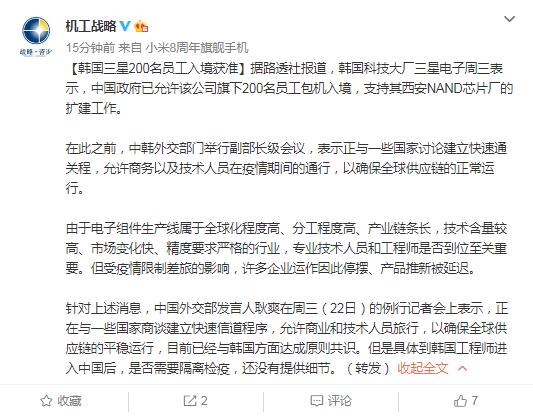 机工战略
15分钟前 来自 小米8周年旗舰手机
战略·咨询
【韩国三星200名员工入境获准】据路透社报道，韩国科技大厂三星电子周三表
示，中国政府已允许该公司旗下200名员工包机入境，支持其西安NAND芯片厂的
扩建工作。
在此之前，中韩外交部门举行副部长级会议，表示正与一些国家讨论建立快速通
关程，允许商务以及技术人员在疫情期间的通行，以确保全球供应链的正常运
行。
由于电子组件生产线属于全球化程度高、分工程度高、产业链条长，技术含量较
高、市场变化快、精度要求严格的行业，专业技术人员和工程师是否到位至关重
要。但受疫情限制差旅的影响，许多企业运作因此停摆、产品推新被延迟。
针对上述消息，中国外交部发言人耿爽在周三（22日）的例行记者会上表示，正
在与一些国家商谈建立快速信道程序，允许商业和技术人员旅行，以确保全球供
应链的平稳运行，目前已经与韩国方面达成原则共识。但是具体到韩国工程师进
入中国后，是否需要隔离检疫，还没有提供细节。（转发） 收起全文
收藏 2 评论 7